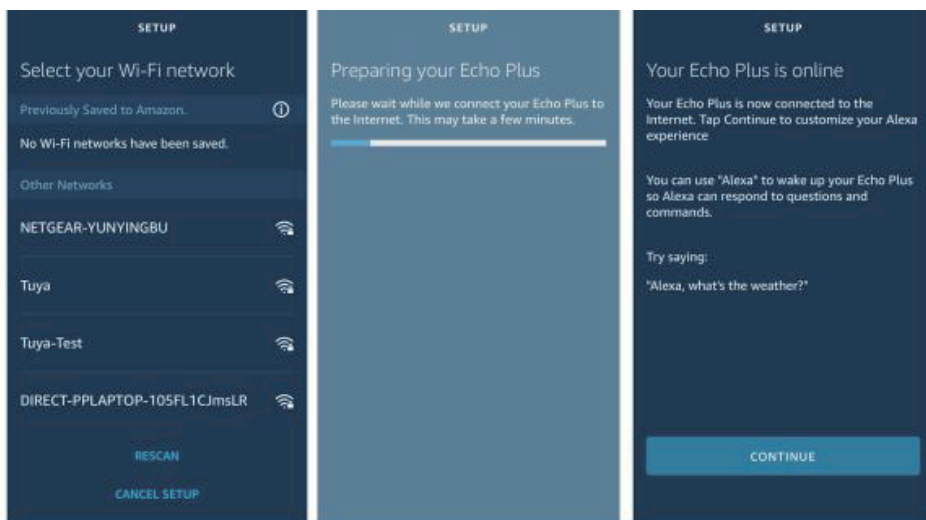 SETUP
Select your Wi-Fi network
Previously Saved to Amazon.
No Wi-Fi networks have been saved.
Other Networks
NETGEAR-YUNYINGBU
Tuya
Tuya-Test
DIRECT-PPLAPTOP-105FL1CJmsLR
RESCAN
CANCEL SETUP
SETUP
Preparing your Echo Plus
Please wait while we connect your Echo Plus to
the Internet. This may take a few minutes.
SETUP
Your Echo Plus is online
Your Echo Plus is now connected to the
Internet. Tap Continue to customize your Alexa
experience
You can use "Alexa" to wake up your Echo Plus
so Alexa can respond to questions and
commands.
Try saying:
"Alexa, what's the weather?"
CONTINUE